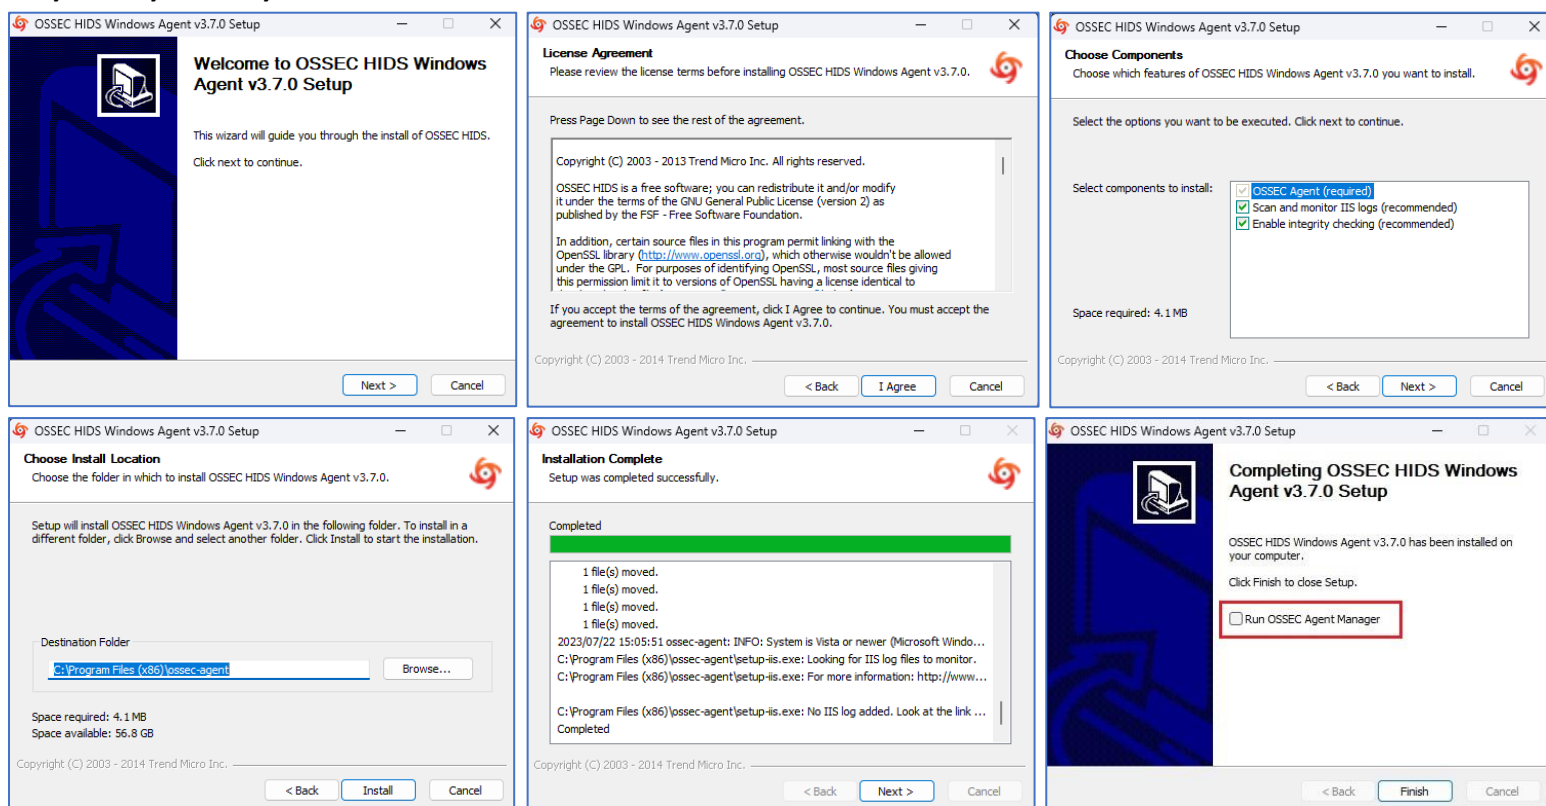 OSSEC HIDS Windows Agent v3.7.0 Setup
Welcome to OSSEC HIDS Windows
Agent v3.7.0 Setup
This wizard will guide you through the install of OSSEC HIDS.
Click next to continue.
Next >
Cancel
OSSEC HIDS Windows Agent v3.7.0 Setup
License Agreement
Please review the license terms before installing OSSEC HIDS Windows Agent v3.7.0.
Press Page Down to see the rest of the agreement.
Copyright (C) 2003 - 2013 Trend Micro Inc. All rights reserved.
OSSEC HIDS is a free software; you can redistribute it and/or modify
it under the terms of the GNU General Public License (version 2) as
published by the FSF - Free Software Foundation.
In addition, certain source files in this program permit linking with the
OpenSSL library (http://www.openssl.org), which otherwise wouldn't be allowed
under the GPL. For purposes of identifying OpenSSL, most source files giving
this permission limit it to versions of OpenSSL having a license identical to
If you accept the terms of the agreement, click I Agree to continue. You must accept the
agreement to install OSSEC HIDS Windows Agent v3.7.0.
Copyright (C) 2003 - 2014 Trend Micro Inc.
< Back
I Agree
Cancel
OSSEC HIDS Windows Agent v3.7.0 Setup
Choose Components
Choose which features of OSSEC HIDS Windows Agent v3.7.0 you want to install.
Select the options you want to be executed. Click next to continue.
Select components to install:
OSSEC Agent (required)
Scan and monitor IIS logs (recommended)
Enable integrity checking (recommended)
Space required: 4.1 MB
Copyright (C) 2003 - 2014 Trend Micro Inc.
< Back
Next >
Cancel
OSSEC HIDS Windows Agent v3.7.0 Setup
Choose Install Location
Choose the folder in which to install OSSEC HIDS Windows Agent v3.7.0.
Setup will install OSSEC HIDS Windows Agent v3.7.0 in the following folder. To install in a
different folder, click Browse and select another folder. Click Install to start the installation.
Destination Folder
C:\Program Files (x86)\ossec-agent
Browse...
Space required: 4.1 MB
Space available: 56.8 GB
Copyright (C) 2003 - 2014 Trend Micro Inc.
< Back
Install
Cancel
OSSEC HIDS Windows Agent v3.7.0 Setup
Installation Complete
Setup was completed successfully.
Completed
1 file(s) moved.
1 file(s) moved.
1 file(s) moved.
1 file(s) moved.
2023/07/22 15:05:51 ossec-agent: INFO: System is Vista or newer (Microsoft Windo...
C:\Program Files (x86)\ossec-agent\setup-iis.exe: Looking for IIS log files to monitor.
C:\Program Files (x86)\ossec-agent\setup-iis.exe: For more information: http://www...
C:\Program Files (x86)\ossec-agent\setup-iis.exe: No IIS log added. Look at the link ...
Completed
Copyright (C) 2003 - 2014 Trend Micro Inc.
< Back
Next >
Cancel
OSSEC HIDS Windows Agent v3.7.0 Setup
Completing OSSEC HIDS Windows
Agent v3.7.0 Setup
OSSEC HIDS Windows Agent v3.7.0 has been installed on
your computer.
Click Finish to close Setup.
Run OSSEC Agent Manager
< Back
Finish
Cancel